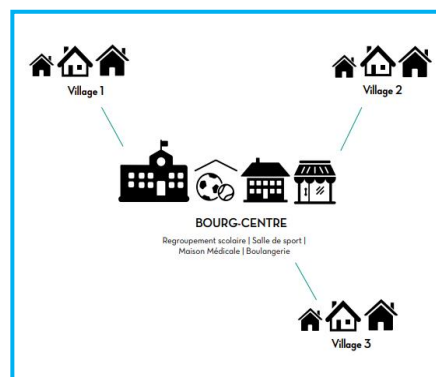 Village 1
Village 2
BOURG-CENTRE
Regroupement scolaire | Salle de sport |
Maison Médicale | Boulangerie
Village 3